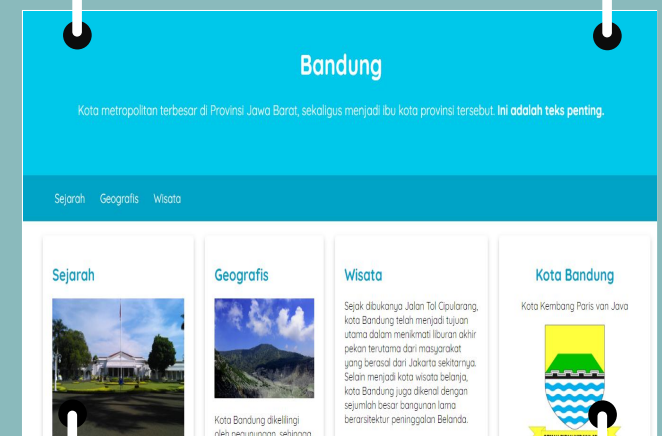 Bandung
Kota metropolitan terbesar di Provinsi Jawa Barat, sekaligus menjadi ibu kota provinsi tersebut. Ini adalah teks penting.
Sejarah Geografis Wisata
Sejarah
Geografis
Kota Bandung dikelilingi
oleh pegunungan, sehingga
Wisata
Sejak dibukanya Jalan Tol Cipularang,
kota Bandung telah menjadi tujuan
utama dalam menikmati liburan akhir
pekan terutama dari masyarakat
yang berasal dari Jakarta sekitarnya.
Selain menjadi kota wisata belanja,
kota Bandung juga dikenal dengan
sejumlah besar bangunan lama
berarsitektur peninggalan Belanda.
Kota Bandung
Kota Kembang Paris van Java